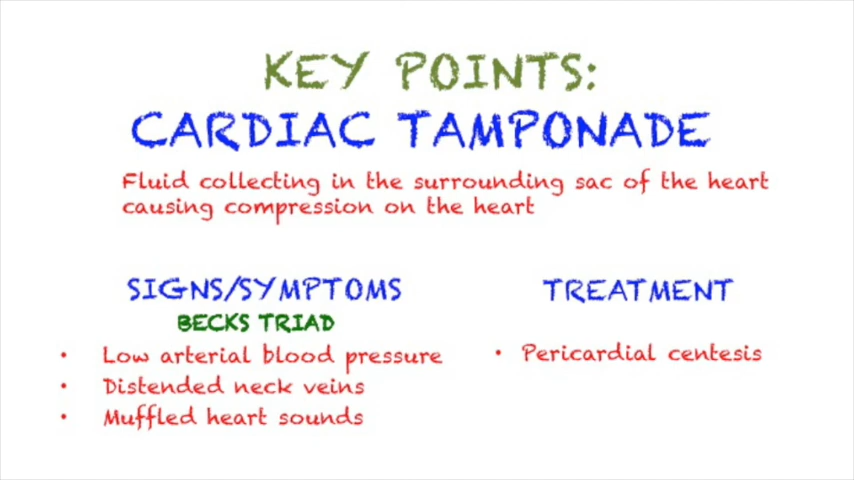 KEY POINTS:
CARDIAC TAMPONADE
Fluid collecting in the surrounding sac of the heart
causing compression on the heart
SIGNS/SYMPTOMS
BECKS TRIAD
• Low arterial blood pressure
• Distended neck veins
• Muffled heart sounds
TREATMENT
• Pericardial centesis